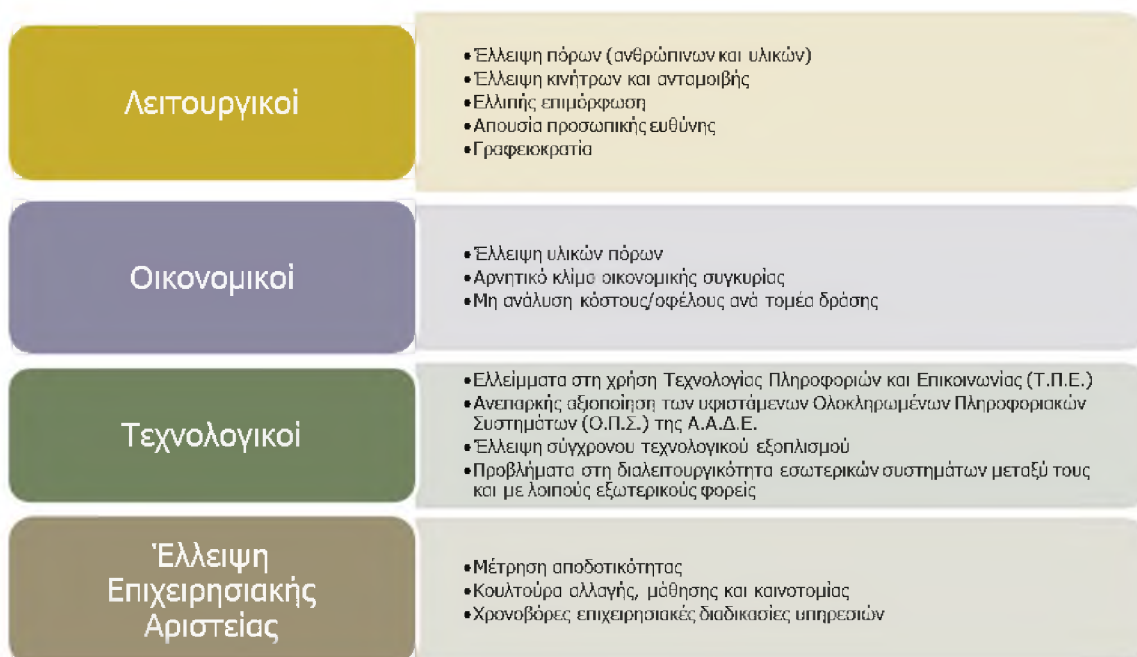 Λειτουργικοί
•Έλλειψη πόρων (ανθρώπινων και υλικών)
•Έλλειψη κινήτρων και ανταμοιβής
•Ελλιπής επιμόρφωση
•Απουσία προσωπικής ευθύνης
•Γραφειοκρατία
Οικονομικοί
•Έλλειψη υλικών πόρων
•Αρνητικό κλίμα οικονομικής συγκυρίας
•Μη ανάλυση κόστους/οφέλους ανά τομέα δράσης
Τεχνολογικοί
•Ελλείμματα στη χρήση Τεχνολογίας Πληροφοριών και Επικοινωνίας (Τ.Π.Ε.)
•Ανεπαρκής αξιοποίηση των υφιστάμενων Ολοκληρωμένων Πληροφοριακών
Συστημάτων (Ο.Π.Σ.) της Α.Α.Δ.Ε.
•Έλλειψη σύγχρονου τεχνολογικού εξοπλισμού
•Προβλήματα στη διαλειτουργικότητα εσωτερικών συστημάτων μεταξύ τους
και με λοιπούς εξωτερικούς φορείς
Έλλειψη
Επιχειρησιακής
Αριστείας
•Μέτρηση αποδοτικότητας
•Κουλτούρα αλλαγής, μάθησης και καινοτομίας
•Χρονοβόρες επιχειρησιακές διαδικασίες υπηρεσιών